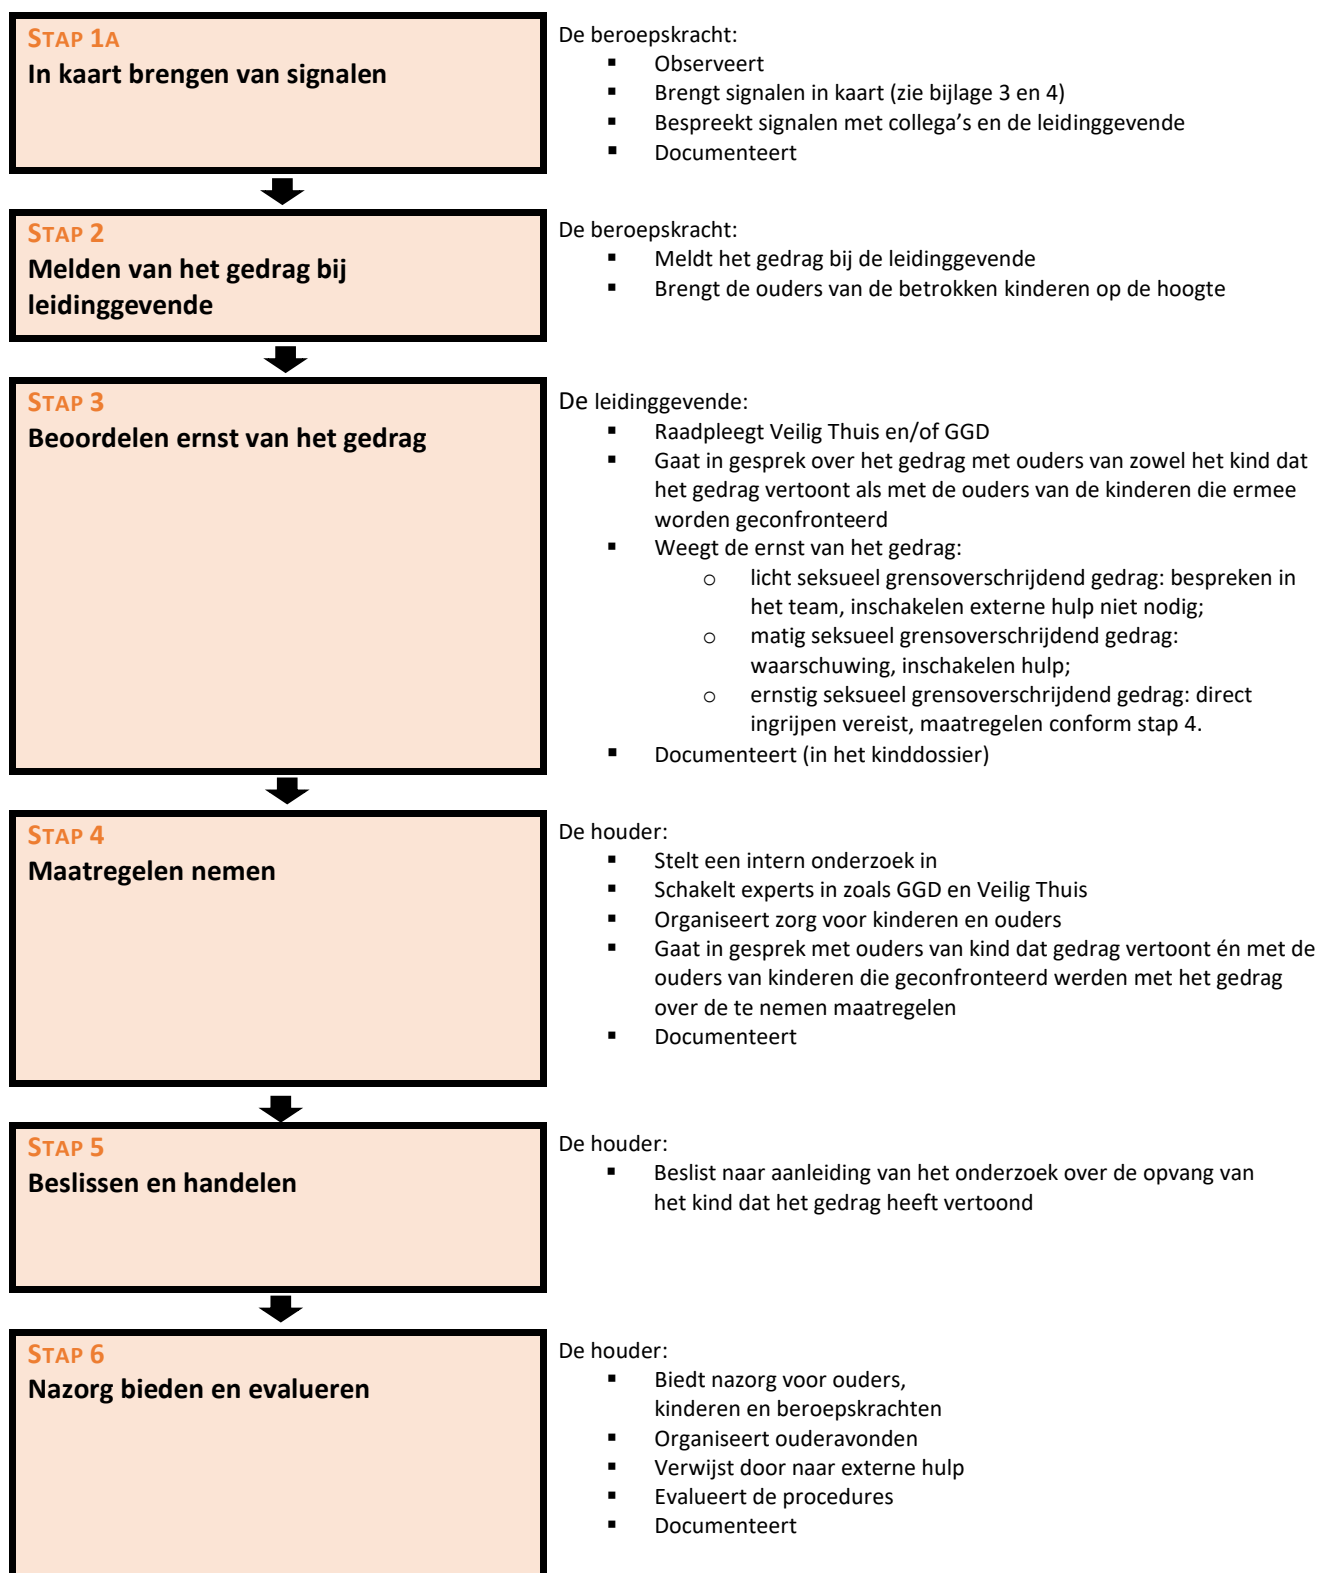 STAP 1A
In kaart brengen van signalen
De beroepskracht:
▪ Observeert
▪ Brengt signalen in kaart (zie bijlage 3 en 4)
▪ Bespreekt signalen met collega’s en de leidinggevende
▪ Documenteert
STAP 2
Melden van het gedrag bij
leidinggevende
De beroepskracht:
▪ Meldt het gedrag bij de leidinggevende
▪ Brengt de ouders van de betrokken kinderen op de hoogte
STAP 3
Beoordelen ernst van het gedrag
De leidinggevende:
▪ Raadpleegt Veilig Thuis en/of GGD
▪ Gaat in gesprek over het gedrag met ouders van zowel het kind dat
het gedrag vertoont als met de ouders van de kinderen die ermee
worden geconfronteerd
▪ Weegt de ernst van het gedrag:
o licht seksueel grensoverschrijdend gedrag: bespreken in
het team, inschakelen externe hulp niet nodig;
o matig seksueel grensoverschrijdend gedrag:
waarschuwing, inschakelen hulp;
o ernstig seksueel grensoverschrijdend gedrag: direct
ingrijpen vereist, maatregelen conform stap 4.
▪ Documenteert (in het kinddossier)
STAP 4
Maatregelen nemen
De houder:
▪ Stelt een intern onderzoek in
▪ Schakelt experts in zoals GGD en Veilig Thuis
▪ Organiseert zorg voor kinderen en ouders
▪ Gaat in gesprek met ouders van kind dat gedrag vertoont én met de
ouders van kinderen die geconfronteerd werden met het gedrag
over de te nemen maatregelen
▪ Documenteert
STAP 5
Beslissen en handelen
De houder:
▪ Beslist naar aanleiding van het onderzoek over de opvang van
het kind dat het gedrag heeft vertoond
STAP 6
Nazorg bieden en evalueren
De houder:
▪ Biedt nazorg voor ouders,
kinderen en beroepskrachten
▪ Organiseert ouderavonden
▪ Verwijst door naar externe hulp
▪ Evalueert de procedures
▪ Documenteert